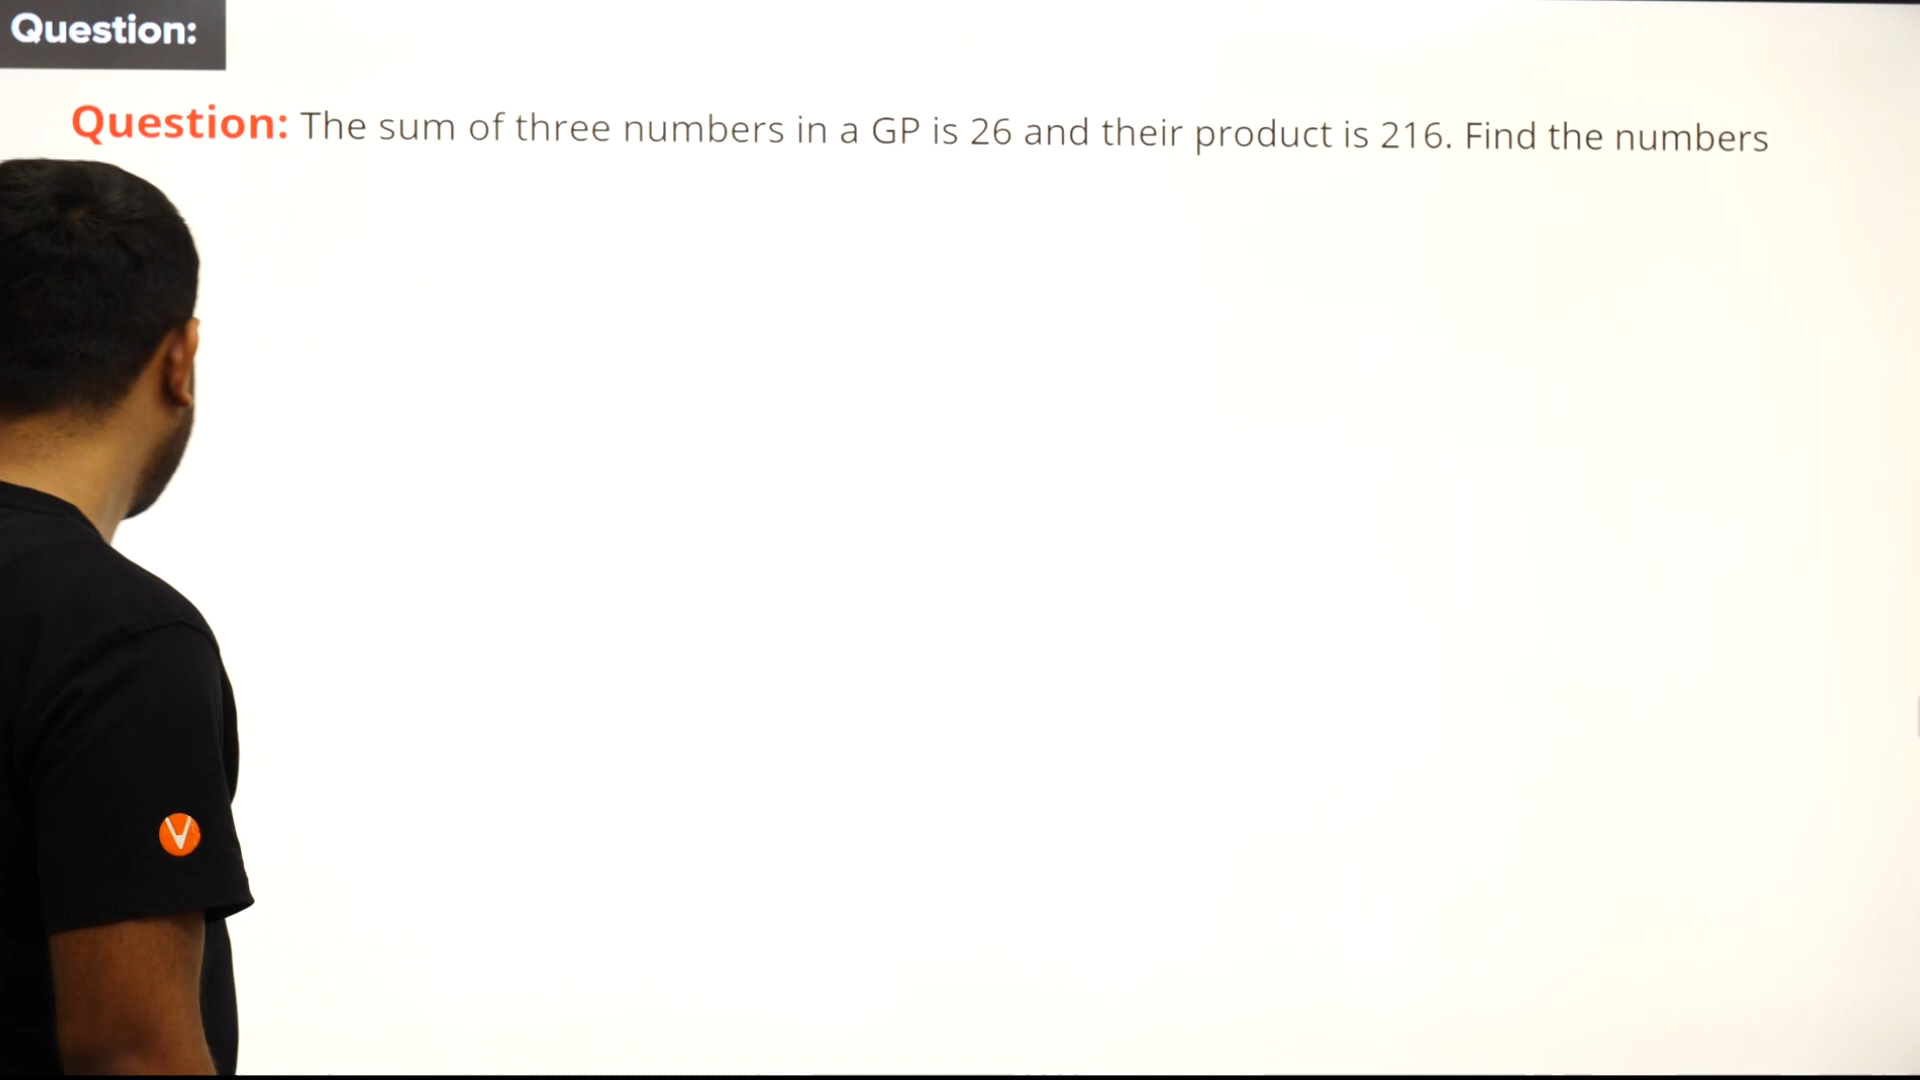 Question:
Question: The sum of three numbers in a GP is 26 and their product is 216. Find the numbers